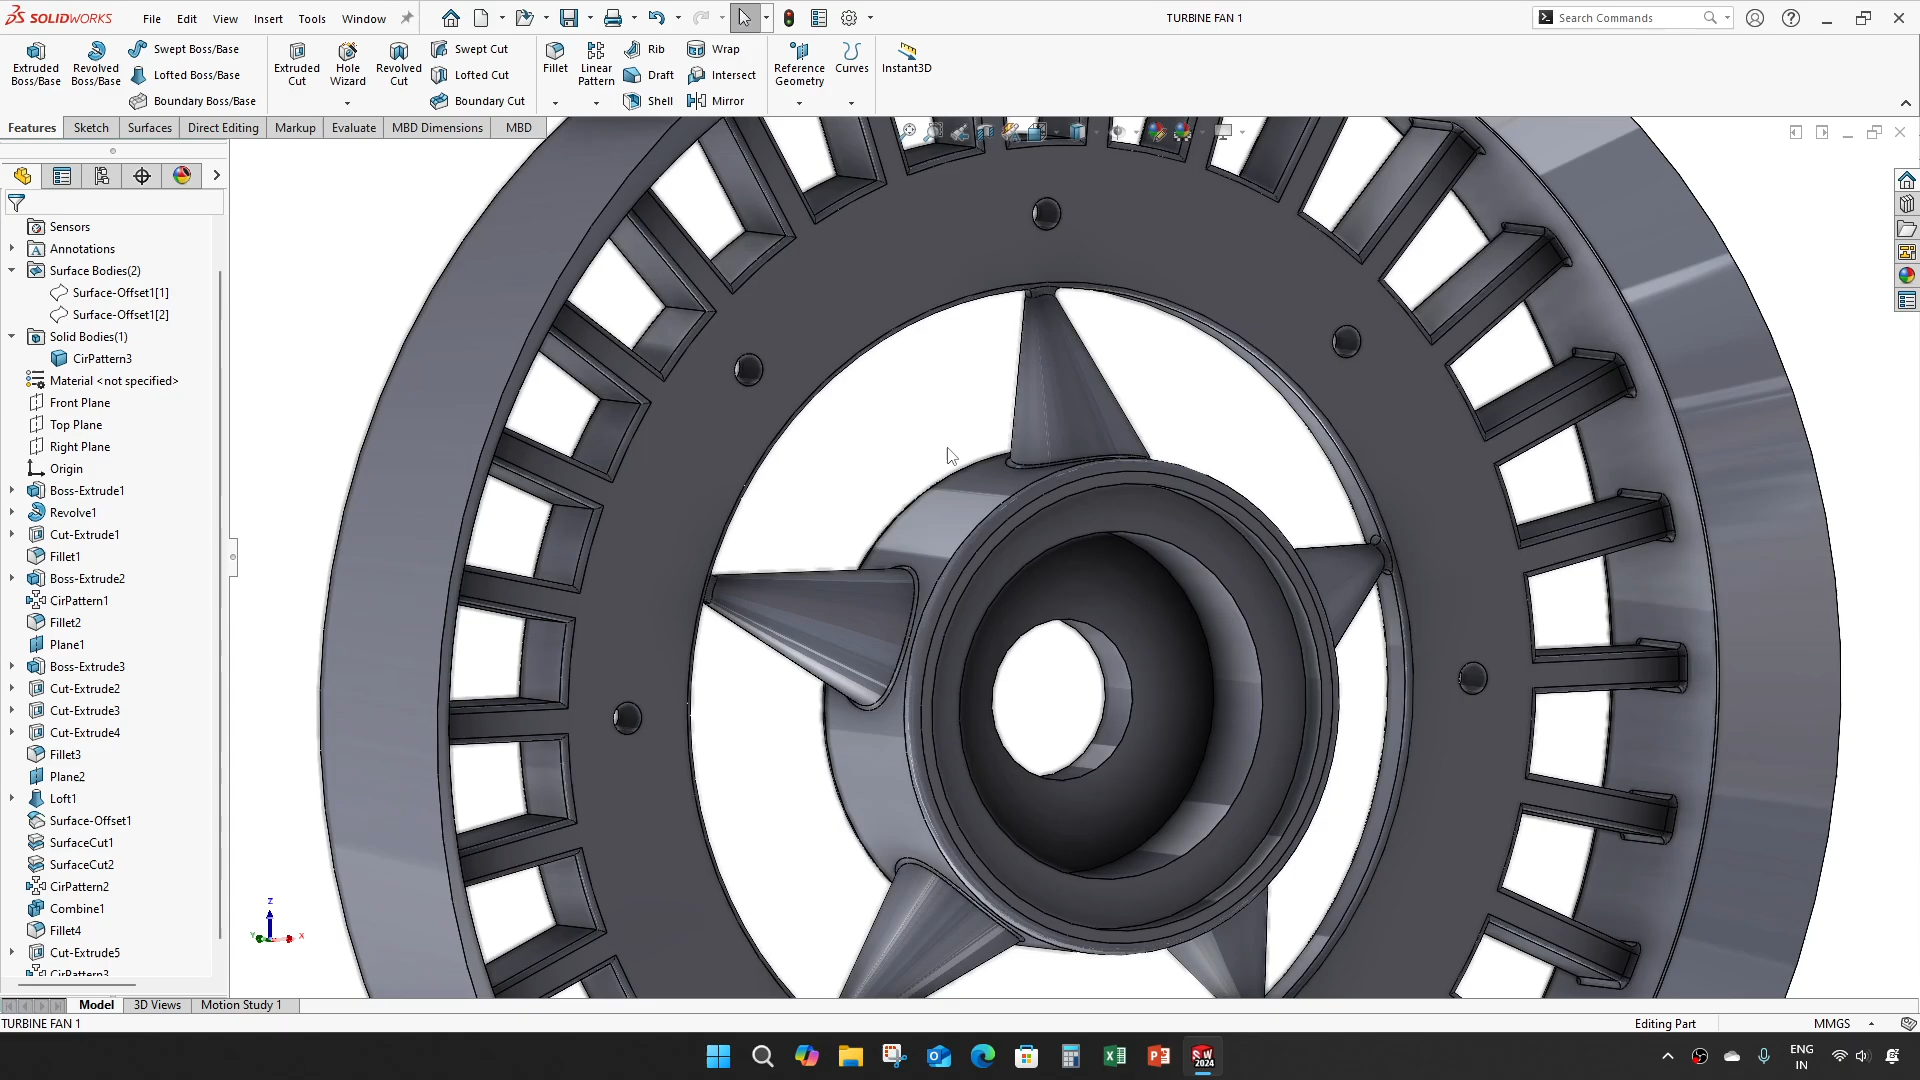 SOLIDWORKS
File Edit View Insert Tools Window
TURBINE FAN 1
Search Commands
Extruded Boss/Base
Revolved Boss/Base
Swept Boss/Base
Lofted Boss/Base
Boundary Boss/Base
Extruded Cut
Hole Wizard
Revolved Cut
Swept Cut
Lofted Cut
Boundary Cut
Fillet
Linear Pattern
Rib
Draft
Shell
Wrap
Intersect
Mirror
Reference Geometry
Curves
Instant3D
Features Sketch Surfaces Direct Editing Markup Evaluate MBD Dimensions MBD
Sensors
Annotations
Surface Bodies(2)
Surface-Offset1[1]
Surface-Offset1[2]
Solid Bodies(1)
CirPattern3
Material <not specified>
Front Plane
Top Plane
Right Plane
Origin
Boss-Extrude1
Revolve1
Cut-Extrude1
Fillet1
Boss-Extrude2
CirPattern1
Fillet2
Plane1
Boss-Extrude3
Cut-Extrude2
Cut-Extrude3
Cut-Extrude4
Fillet3
Plane2
Loft1
Surface-Offset1
SurfaceCut1
SurfaceCut2
CirPattern2
Combine1
Fillet4
Cut-Extrude5
CirPattern3
Z
Y X
Model 3D Views Motion Study 1
TURBINE FAN 1
Editing Part
MMGS
SW 2024
ENG
IN